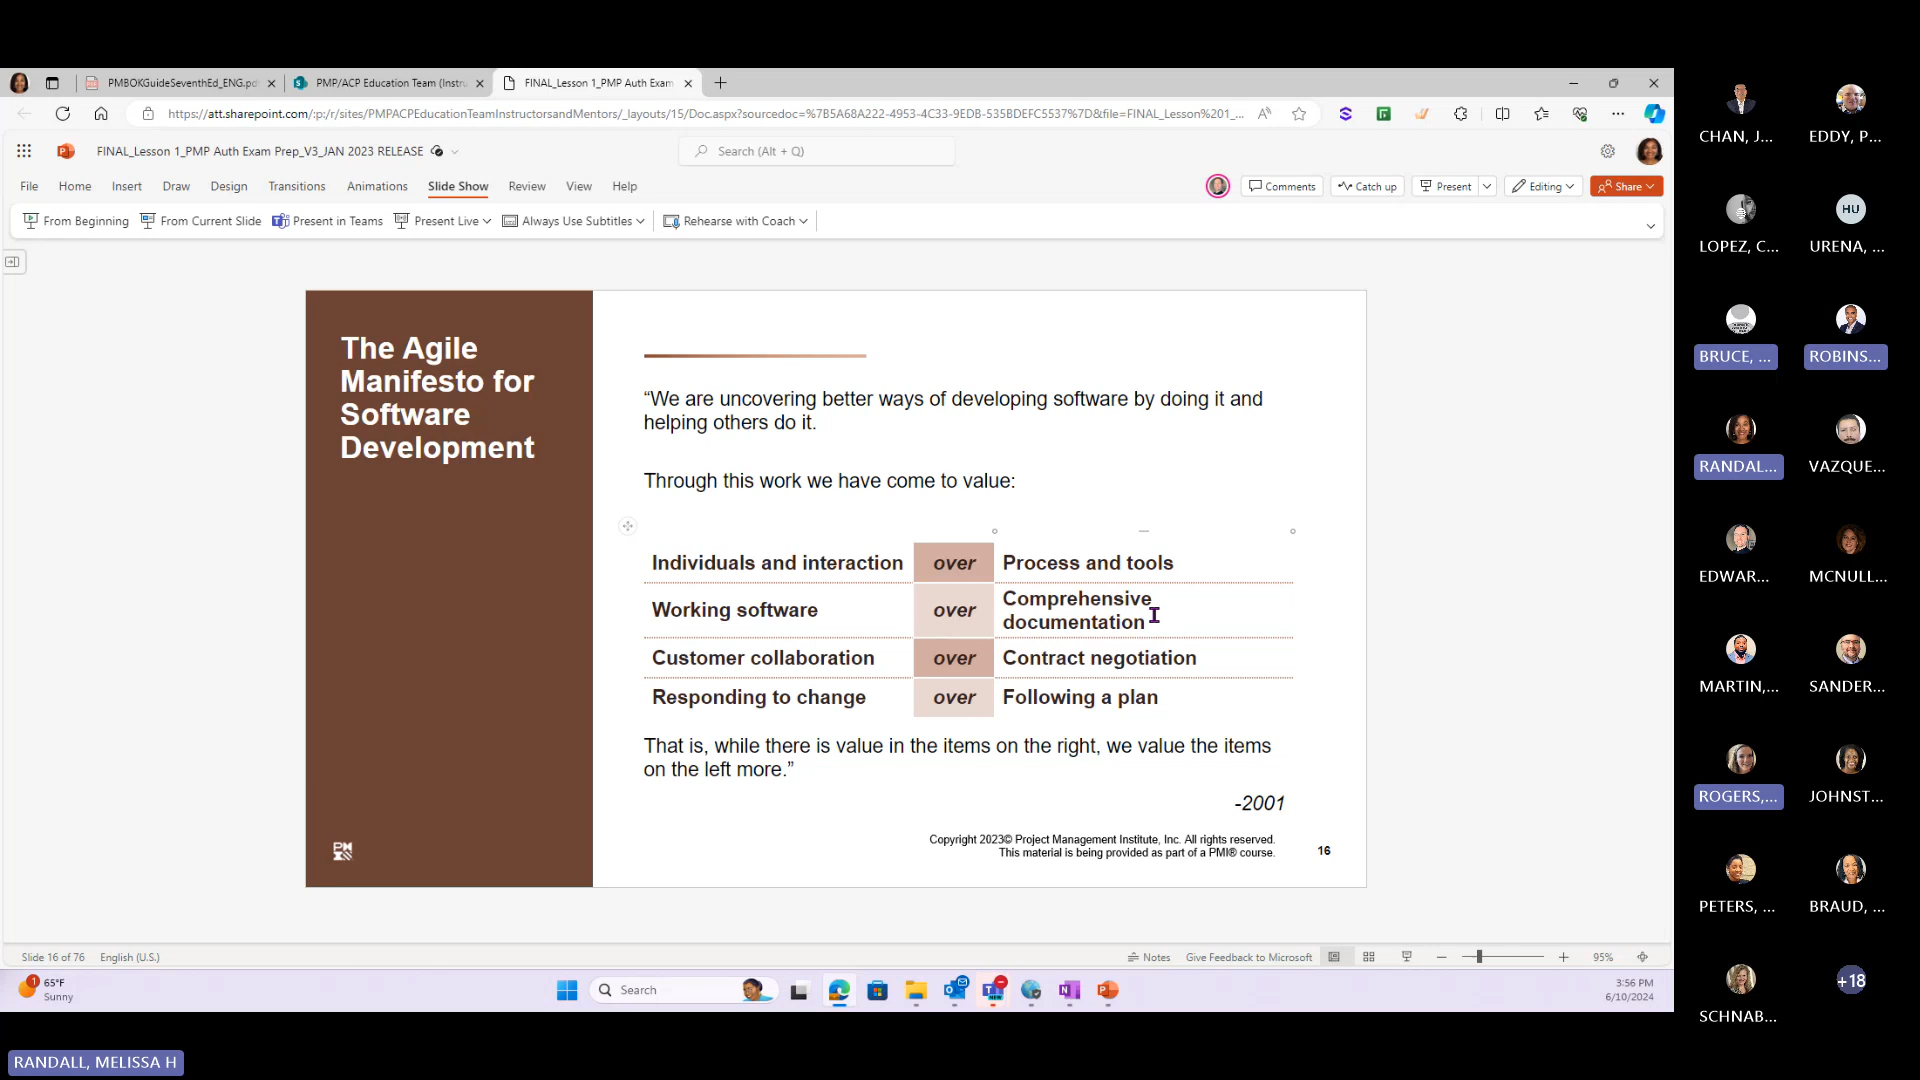 PMBOKGuideSeventhEd_ENG.pd
PMP/ACP Education Team (Instru
FINAL_Lesson 1_PMP Auth Exam
https://att.sharepoint.com/:p:/r/sites/PMPACPEducationTeamInstructorsandMentors/_layouts/15/Doc.aspx?sourcedoc=%7B5A68A222-4953-4C33-9EDB-535BDEFC5537%7D&file=FINAL_Lesson%201_...
FINAL_Lesson 1_PMP Auth Exam Prep_V3_JAN 2023 RELEASE
Search (Alt + Q)
File Home Insert Draw Design Transitions Animations Slide Show Review View Help
Comments Catch up Present Editing Share
From Beginning From Current Slide Present in Teams Present Live Always Use Subtitles Rehearse with Coach
The Agile
Manifesto for
Software
Development
“We are uncovering better ways of developing software by doing it and
helping others do it.
Through this work we have come to value:
Individuals and interaction over Process and tools
Working software over Comprehensive
documentation
Customer collaboration over Contract negotiation
Responding to change over Following a plan
That is, while there is value in the items on the right, we value the items
on the left more.”
-2001
Copyright 2023© Project Management Institute, Inc. All rights reserved.
This material is being provided as part of a PMI® course.
16
Slide 16 of 76 English (U.S.)
Notes Give Feedback to Microsoft 95%
1
65°F
Sunny
Search
NEW
3:56 PM
6/10/2024
CHAN, J... EDDY, P...
HU
LOPEZ, C... URENA, ...
BRUCE, ... ROBINS...
RANDAL... VAZQUE...
EDWAR... MCNULL...
MARTIN,... SANDER...
ROGERS,... JOHNST...
PETERS, ... BRAUD, ...
+18
SCHNAB...
RANDALL, MELISSA H